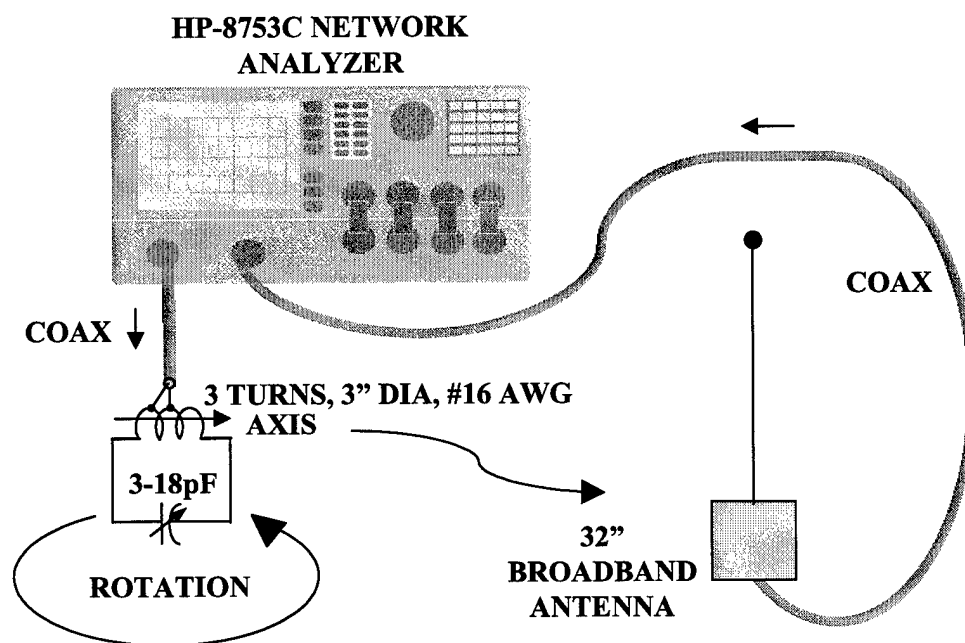 HP-8753C NETWORK
ANALYZER
COAX
COAX
3 TURNS, 3” DIA, #16 AWG
AXIS
3-18pF
32”
BROADBAND
ANTENNA
ROTATION